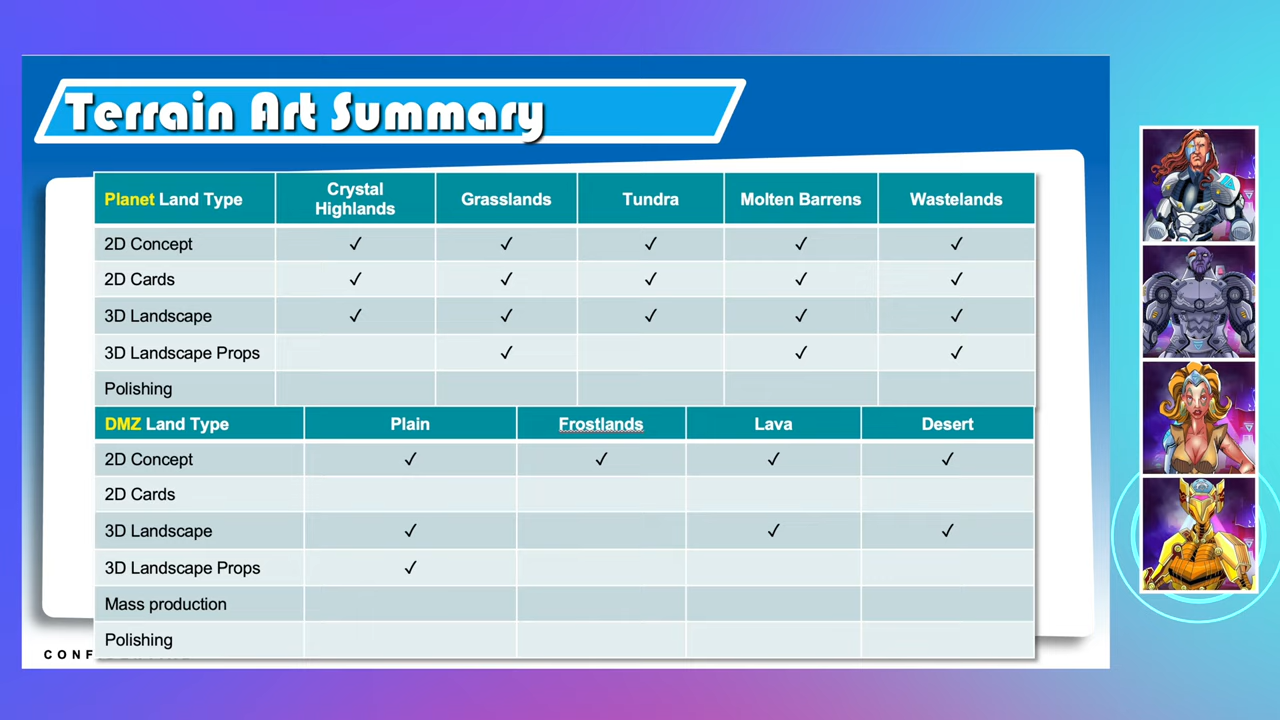 Terrain Art Summary
Planet Land Type Crystal Highlands Grasslands Tundra Molten Barrens Wastelands
2D Concept ✓ ✓ ✓ ✓ ✓
2D Cards ✓ ✓ ✓ ✓ ✓
3D Landscape ✓ ✓ ✓ ✓ ✓
3D Landscape Props ✓ ✓ ✓
Polishing
DMZ Land Type Plain Frostlands Lava Desert
2D Concept ✓ ✓ ✓ ✓
2D Cards
3D Landscape ✓ ✓ ✓
3D Landscape Props ✓
Mass production
Polishing